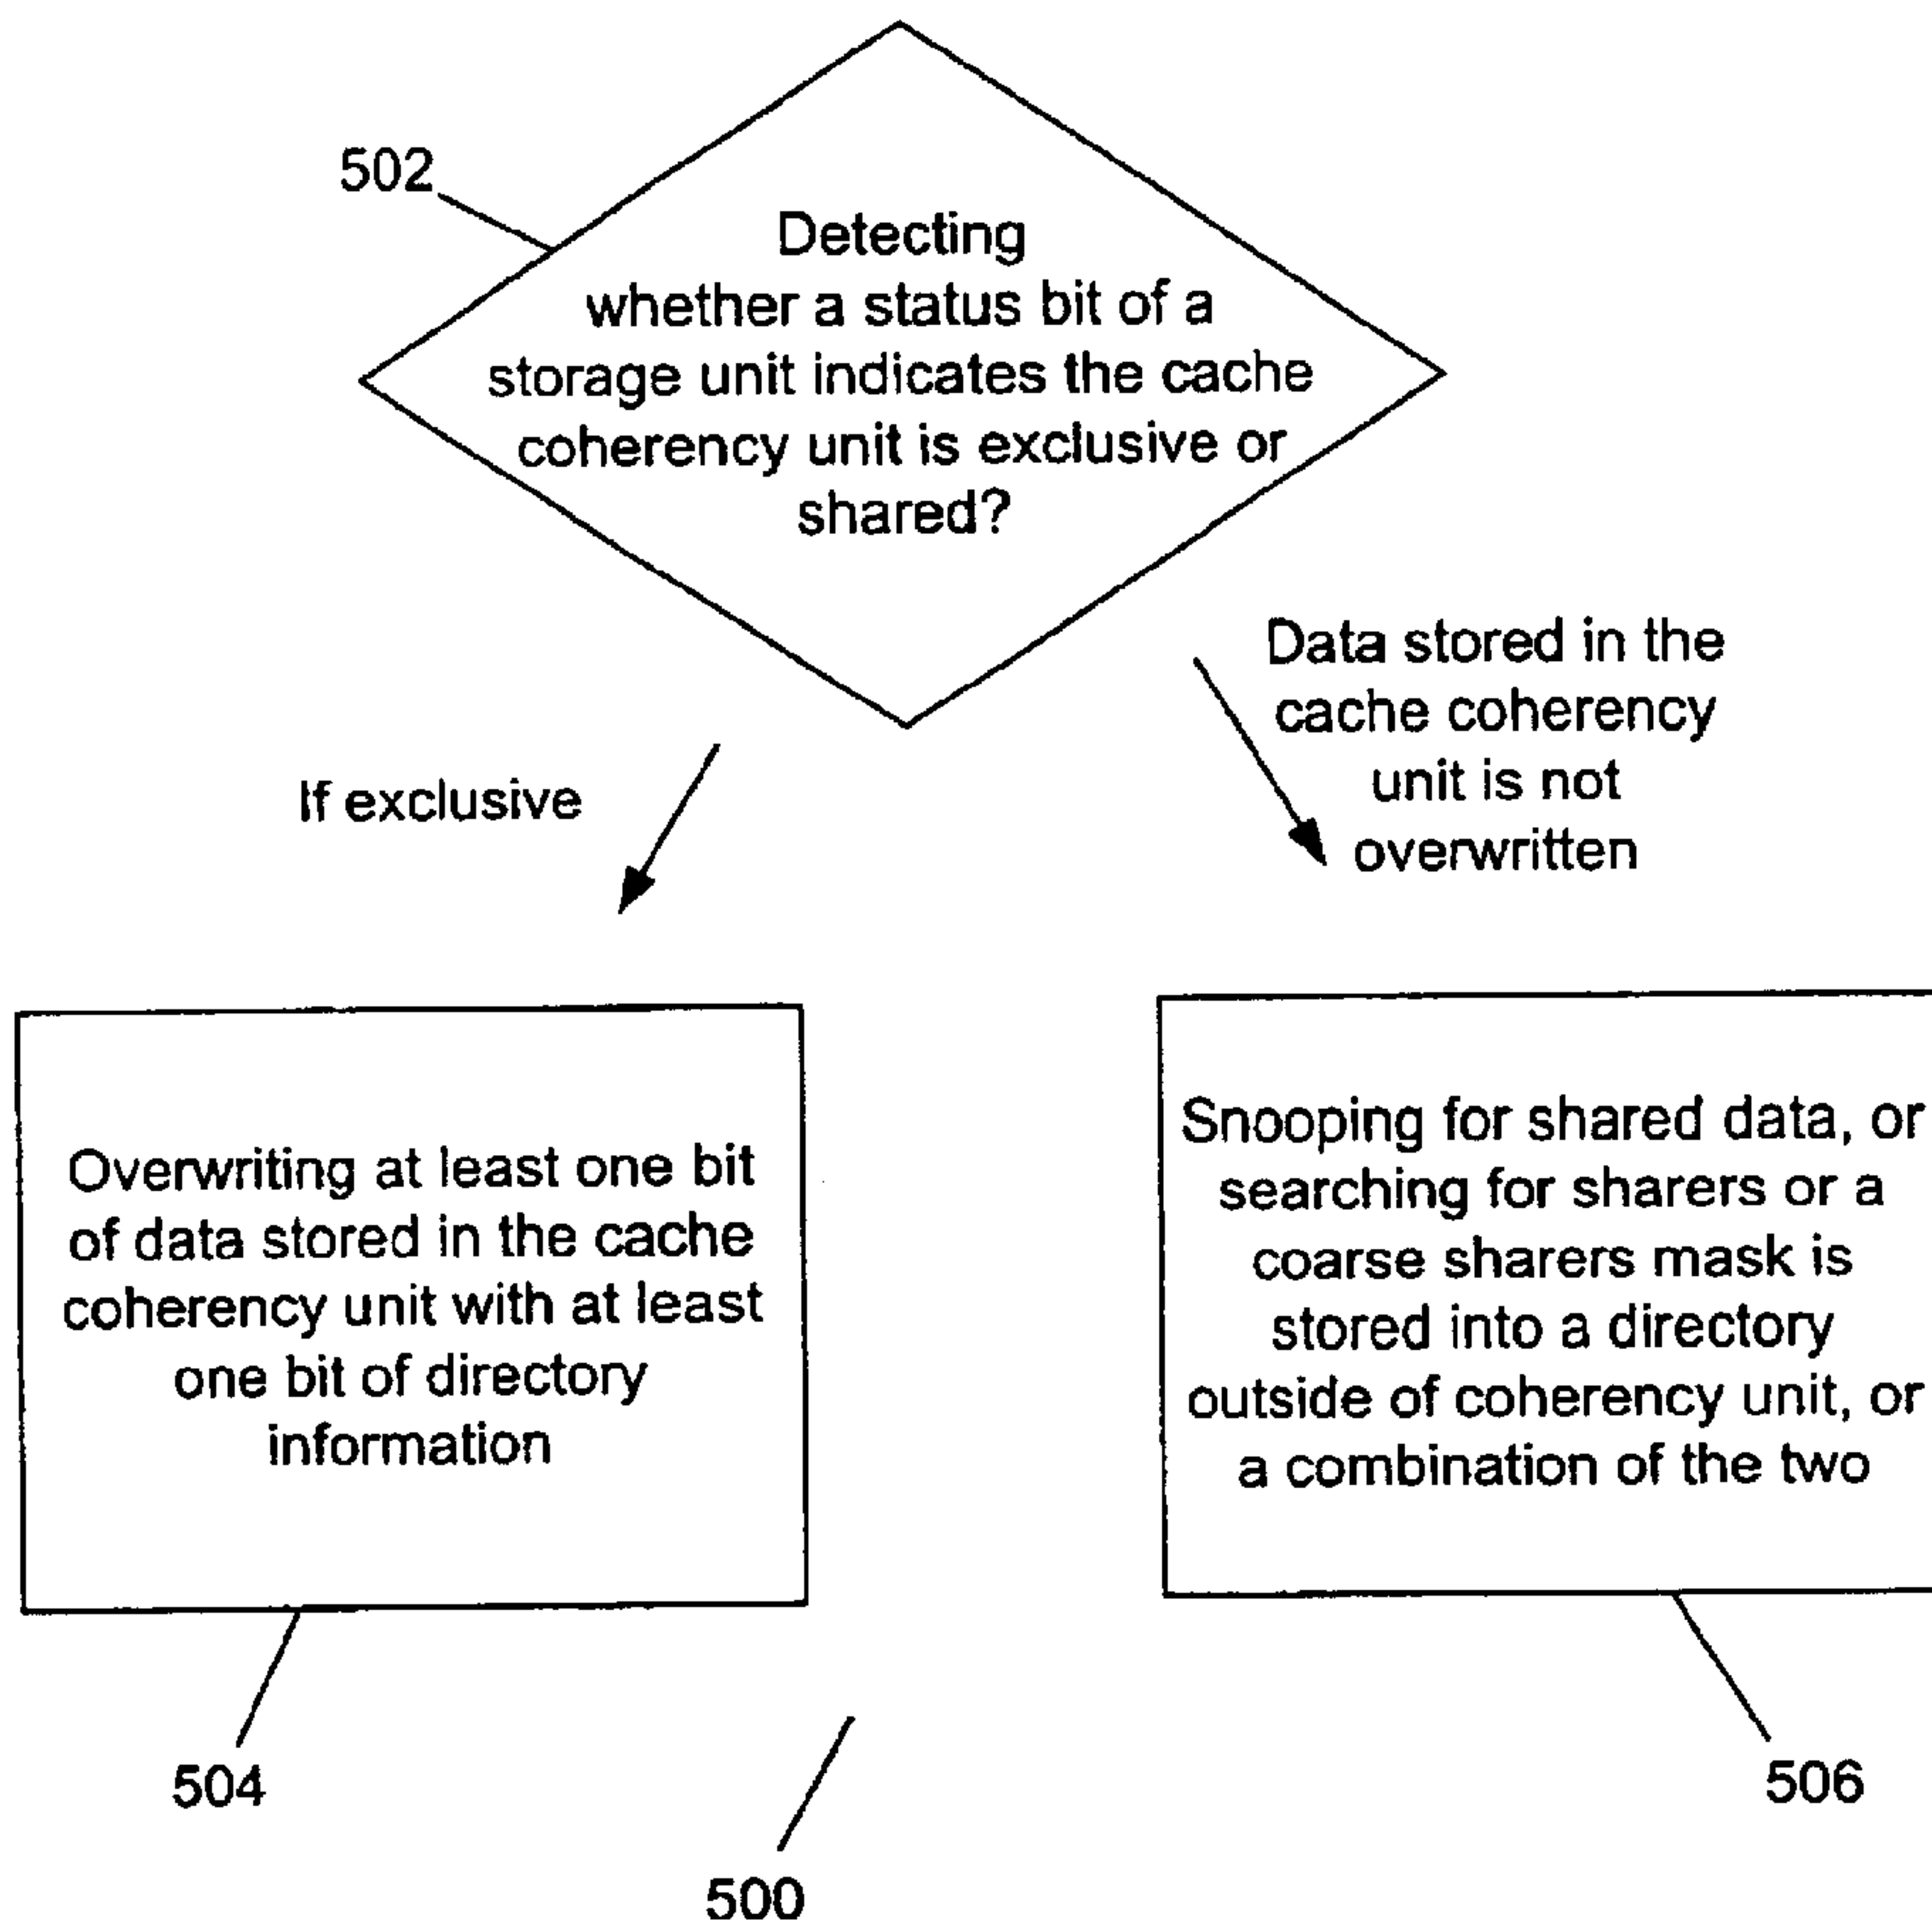 502
Detecting
whether a status bit of a
storage unit indicates the cache
coherency unit is exclusive or
shared?
If exclusive
Data stored in the
cache coherency
unit is not
overwritten
Overwriting at least one bit
of data stored in the cache
coherency unit with at least
one bit of directory
information
Snooping for shared data, or
searching for sharers or a
coarse sharers mask is
stored into a directory
outside of coherency unit, or
a combination of the two
504
506
500